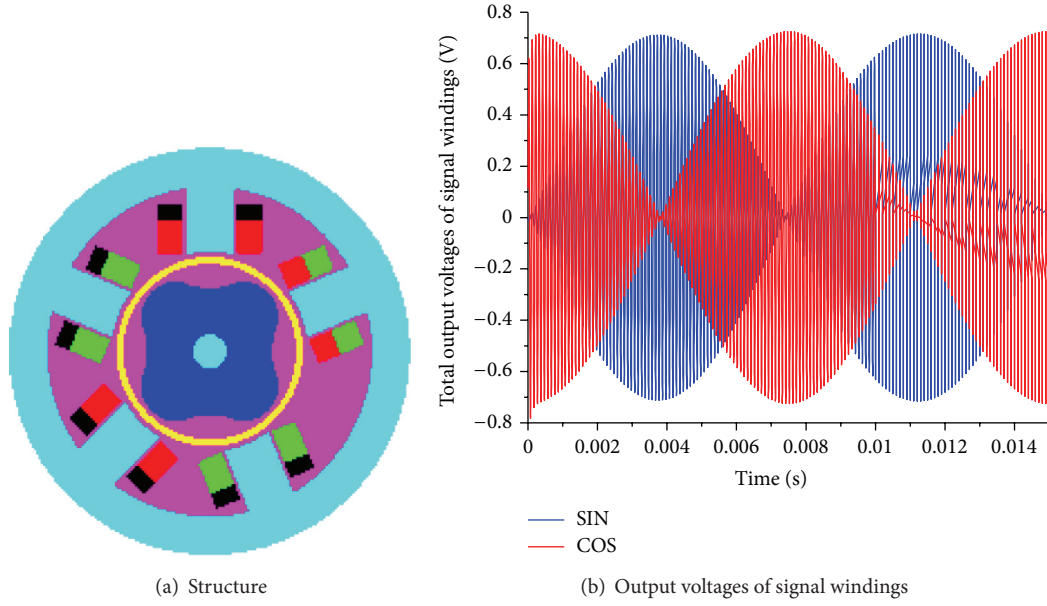 Total output voltages of signal windings (V)
0.8
0.6
0.4
0.2
0
−0.2
−0.4
−0.6
−0.8
0 0.002 0.004 0.006 0.008 0.01 0.012 0.014
Time (s)
SIN
COS
(a) Structure
(b) Output voltages of signal windings